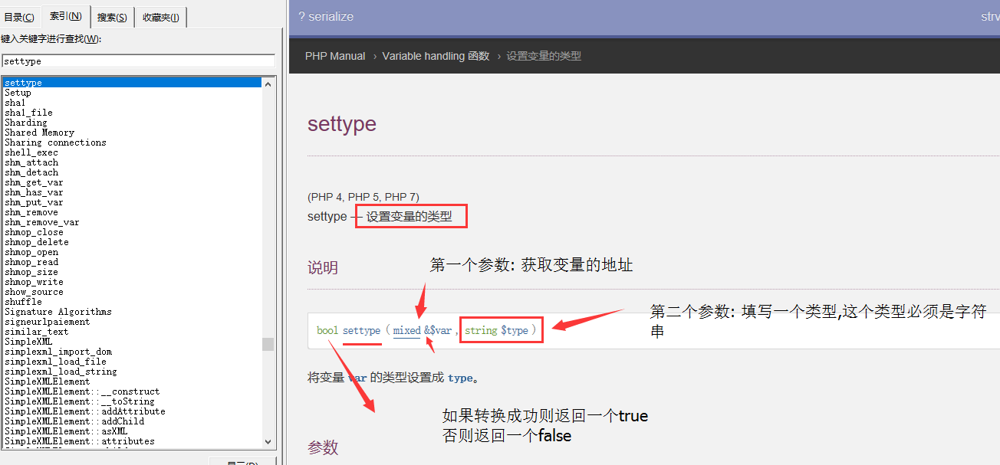 目录(C) 索引(N) 搜索(S) 收藏夹(I)
键入关键字进行查找(W):
settype
settype
Setup
sha1
sha1_file
Sharding
Shared Memory
Sharing connections
shell_exec
shm_attach
shm_detach
shm_get_var
shm_has_var
shm_put_var
shm_remove
shm_remove_var
shmop_close
shmop_delete
shmop_open
shmop_read
shmop_size
shmop_write
show_source
shuffle
Signature Algorithms
signeurlpaiement
similar_text
SimpleXML
simplexml_import_dom
simplexml_load_file
simplexml_load_string
SimpleXMLElement
SimpleXMLElement::__construct
SimpleXMLElement::__toString
SimpleXMLElement::addAttribute
SimpleXMLElement::addChild
SimpleXMLElement::asXML
SimpleXMLElement::attributes
? serialize
strv
PHP Manual › Variable handling 函数 › 设置变量的类型
settype
(PHP 4, PHP 5, PHP 7)
settype — 设置变量的类型
说明
第一个参数: 获取变量的地址
第二个参数: 填写一个类型,这个类型必须是字符
串
bool settype ( mixed &$var , string $type )
将变量 var 的类型设置成 type。
如果转换成功则返回一个true
否则返回一个false
参数